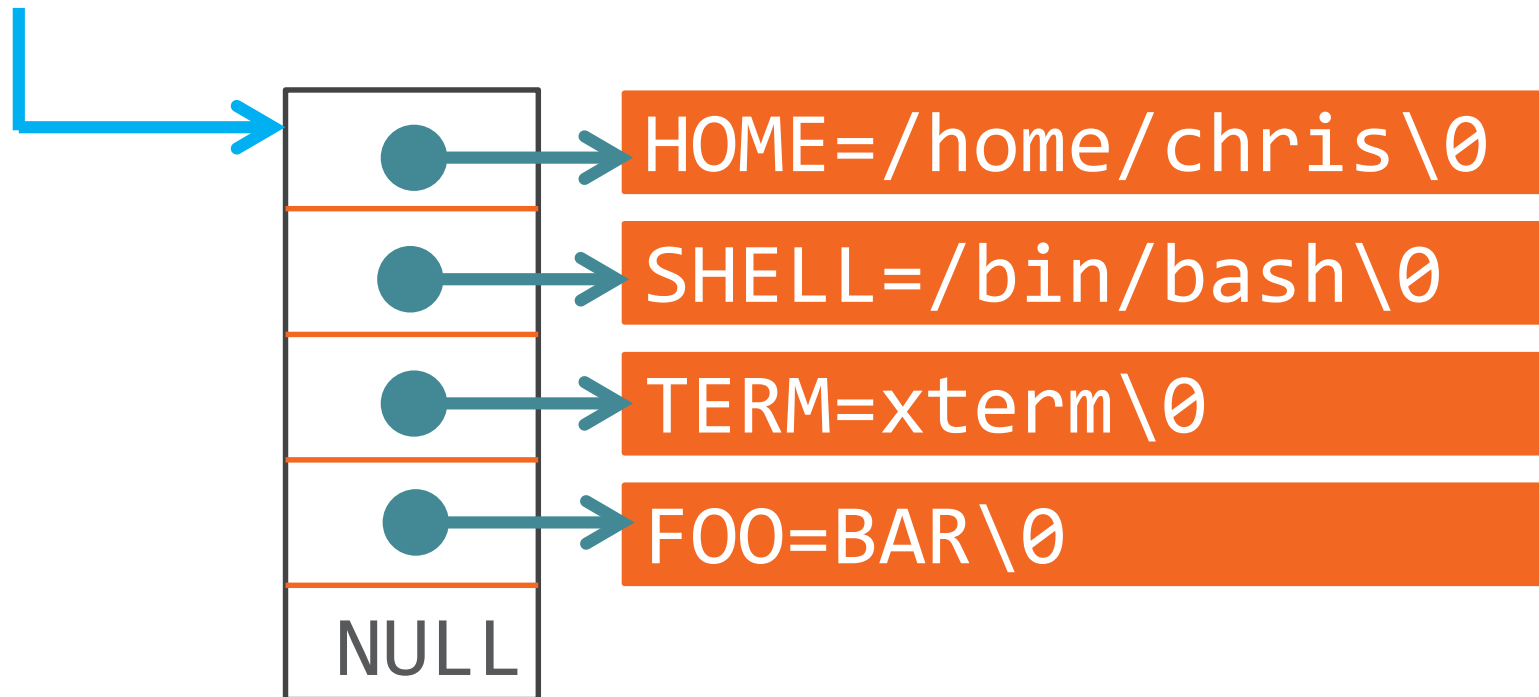 HOME=/home/chris\0
SHELL=/bin/bash\0
TERM=xterm\0
FOO=BAR\0
NULL